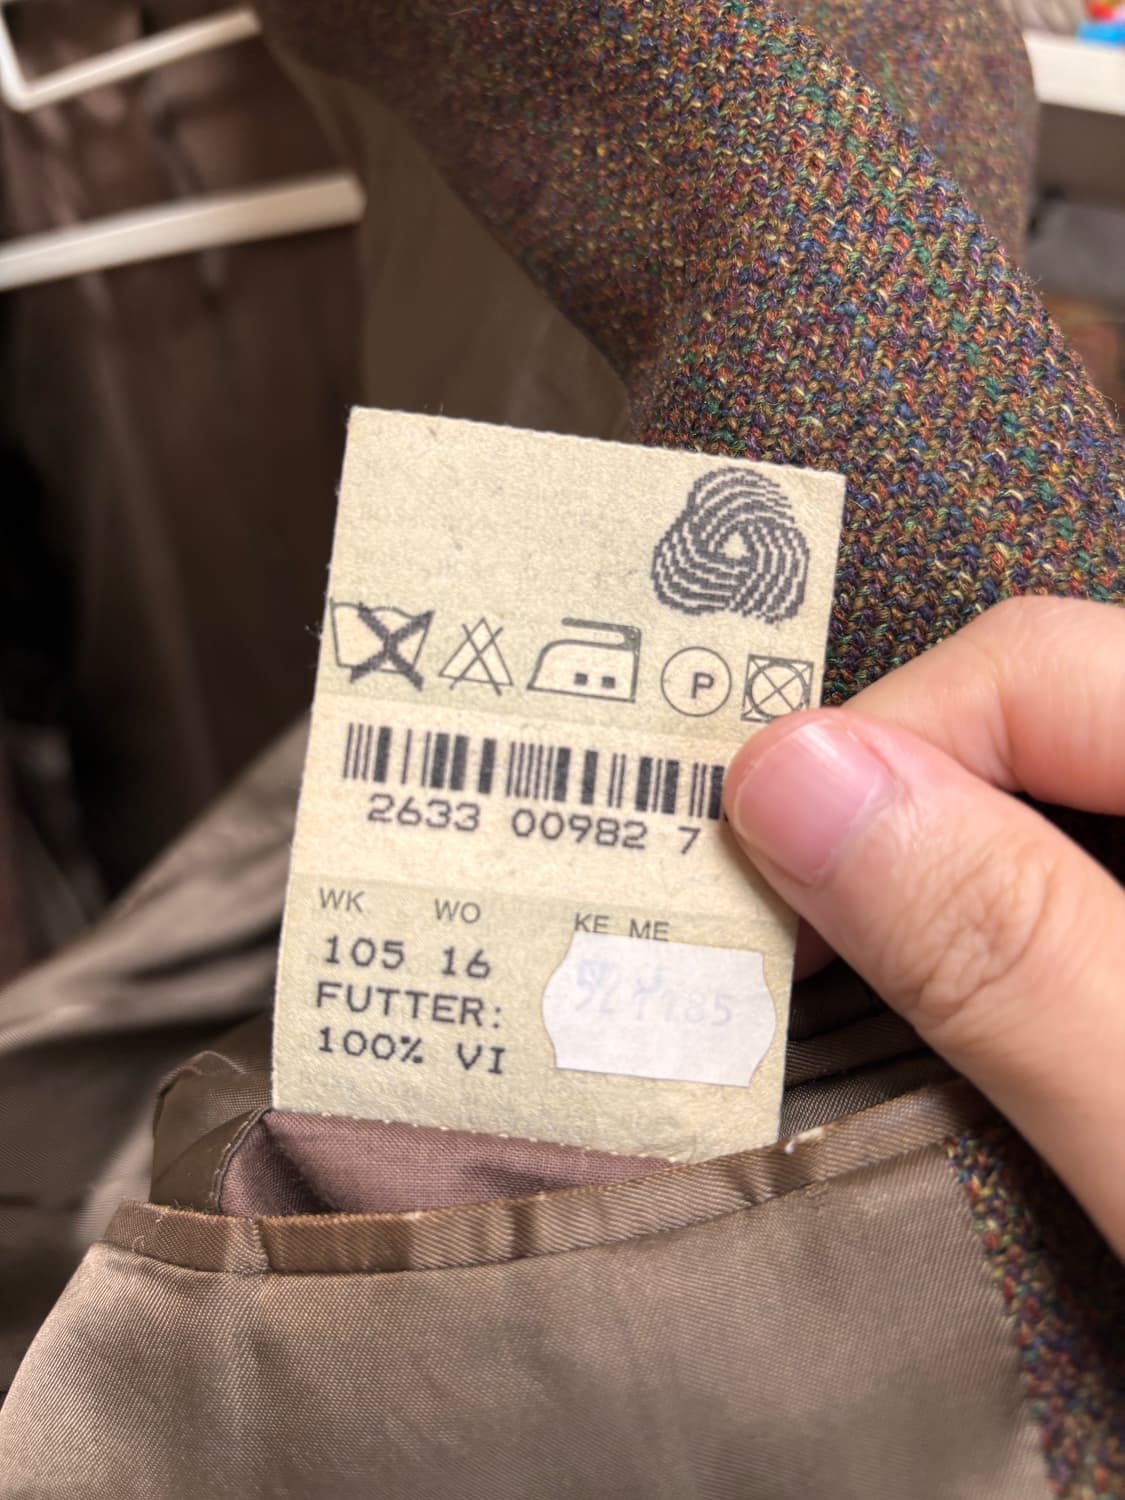 P
2633 00982 7
WK WO KE ME
105 16
FUTTER:
100% VI